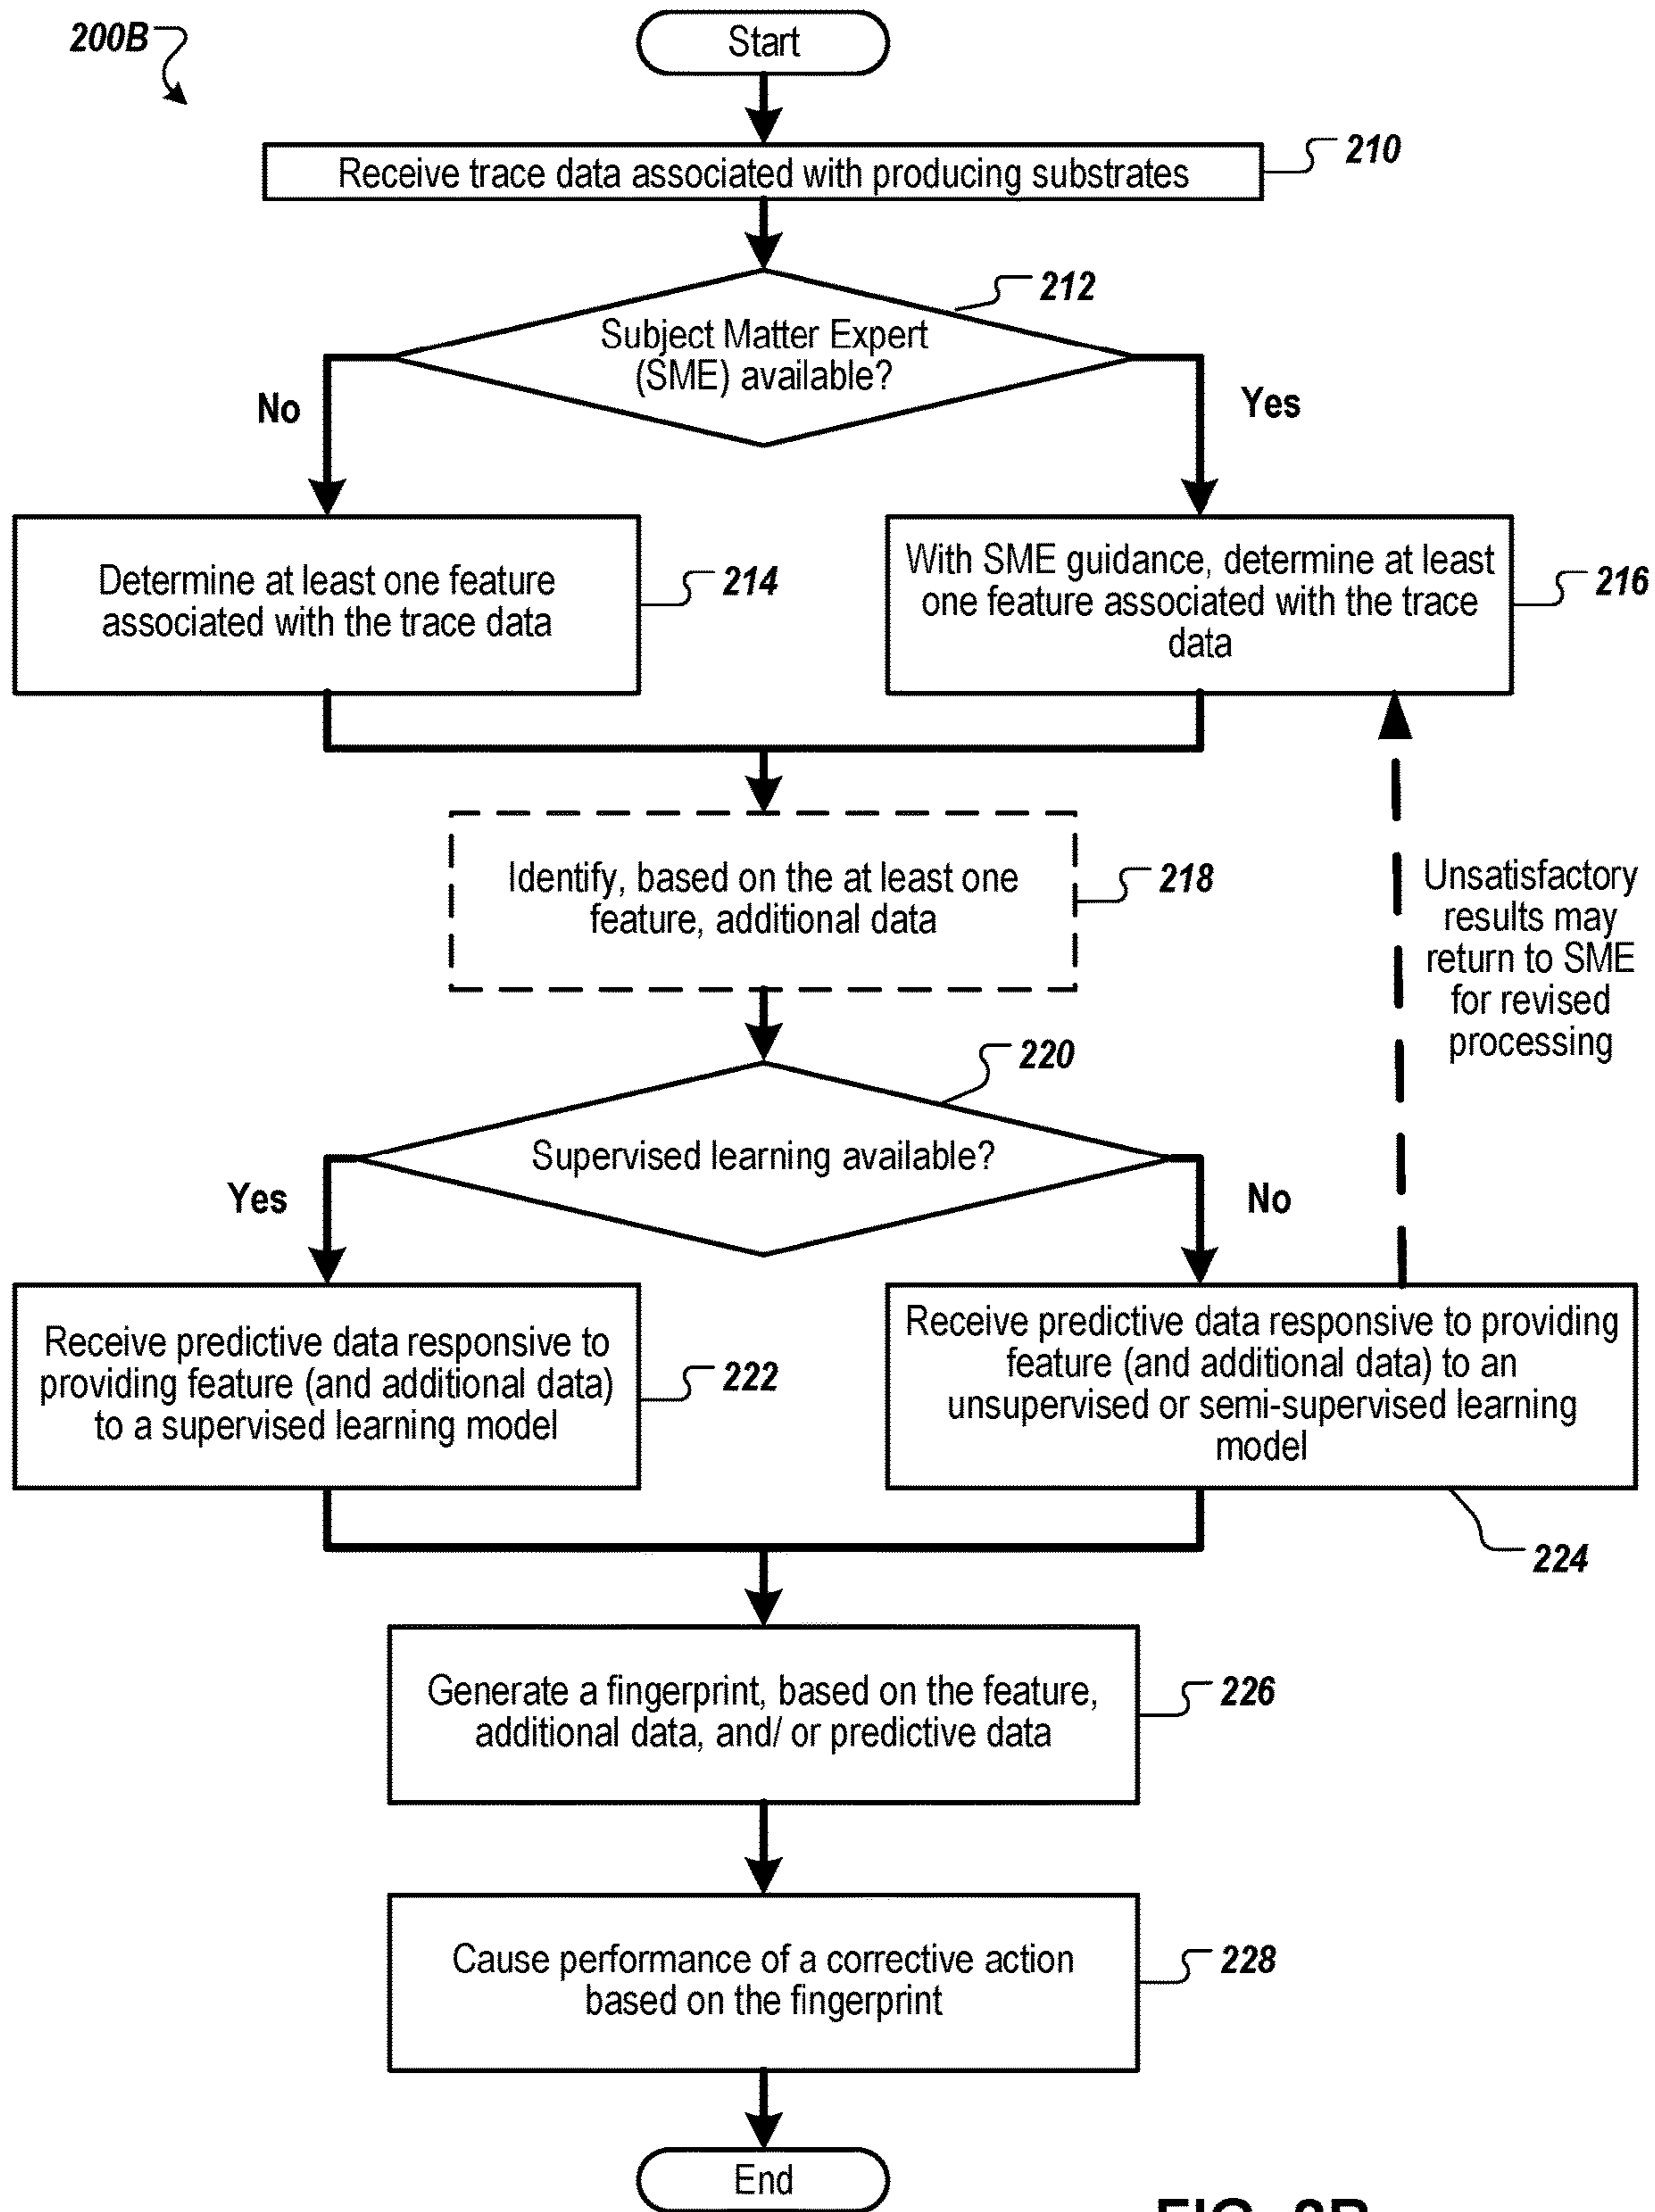 200B
Start
Receive trace data associated with producing substrates
210
212
Subject Matter Expert
(SME) available?
No
Yes
Determine at least one feature
associated with the trace data
214
With SME guidance, determine at least
one feature associated with the trace
data
216
Identify, based on the at least one
feature, additional data
218
Unsatisfactory
results may
return to SME
for revised
processing
220
Supervised learning available?
Yes
No
Receive predictive data responsive to
providing feature (and additional data)
to a supervised learning model
222
Receive predictive data responsive to providing
feature (and additional data) to an
unsupervised or semi-supervised learning
model
224
Generate a fingerprint, based on the feature,
additional data, and/ or predictive data
226
Cause performance of a corrective action
based on the fingerprint
228
End